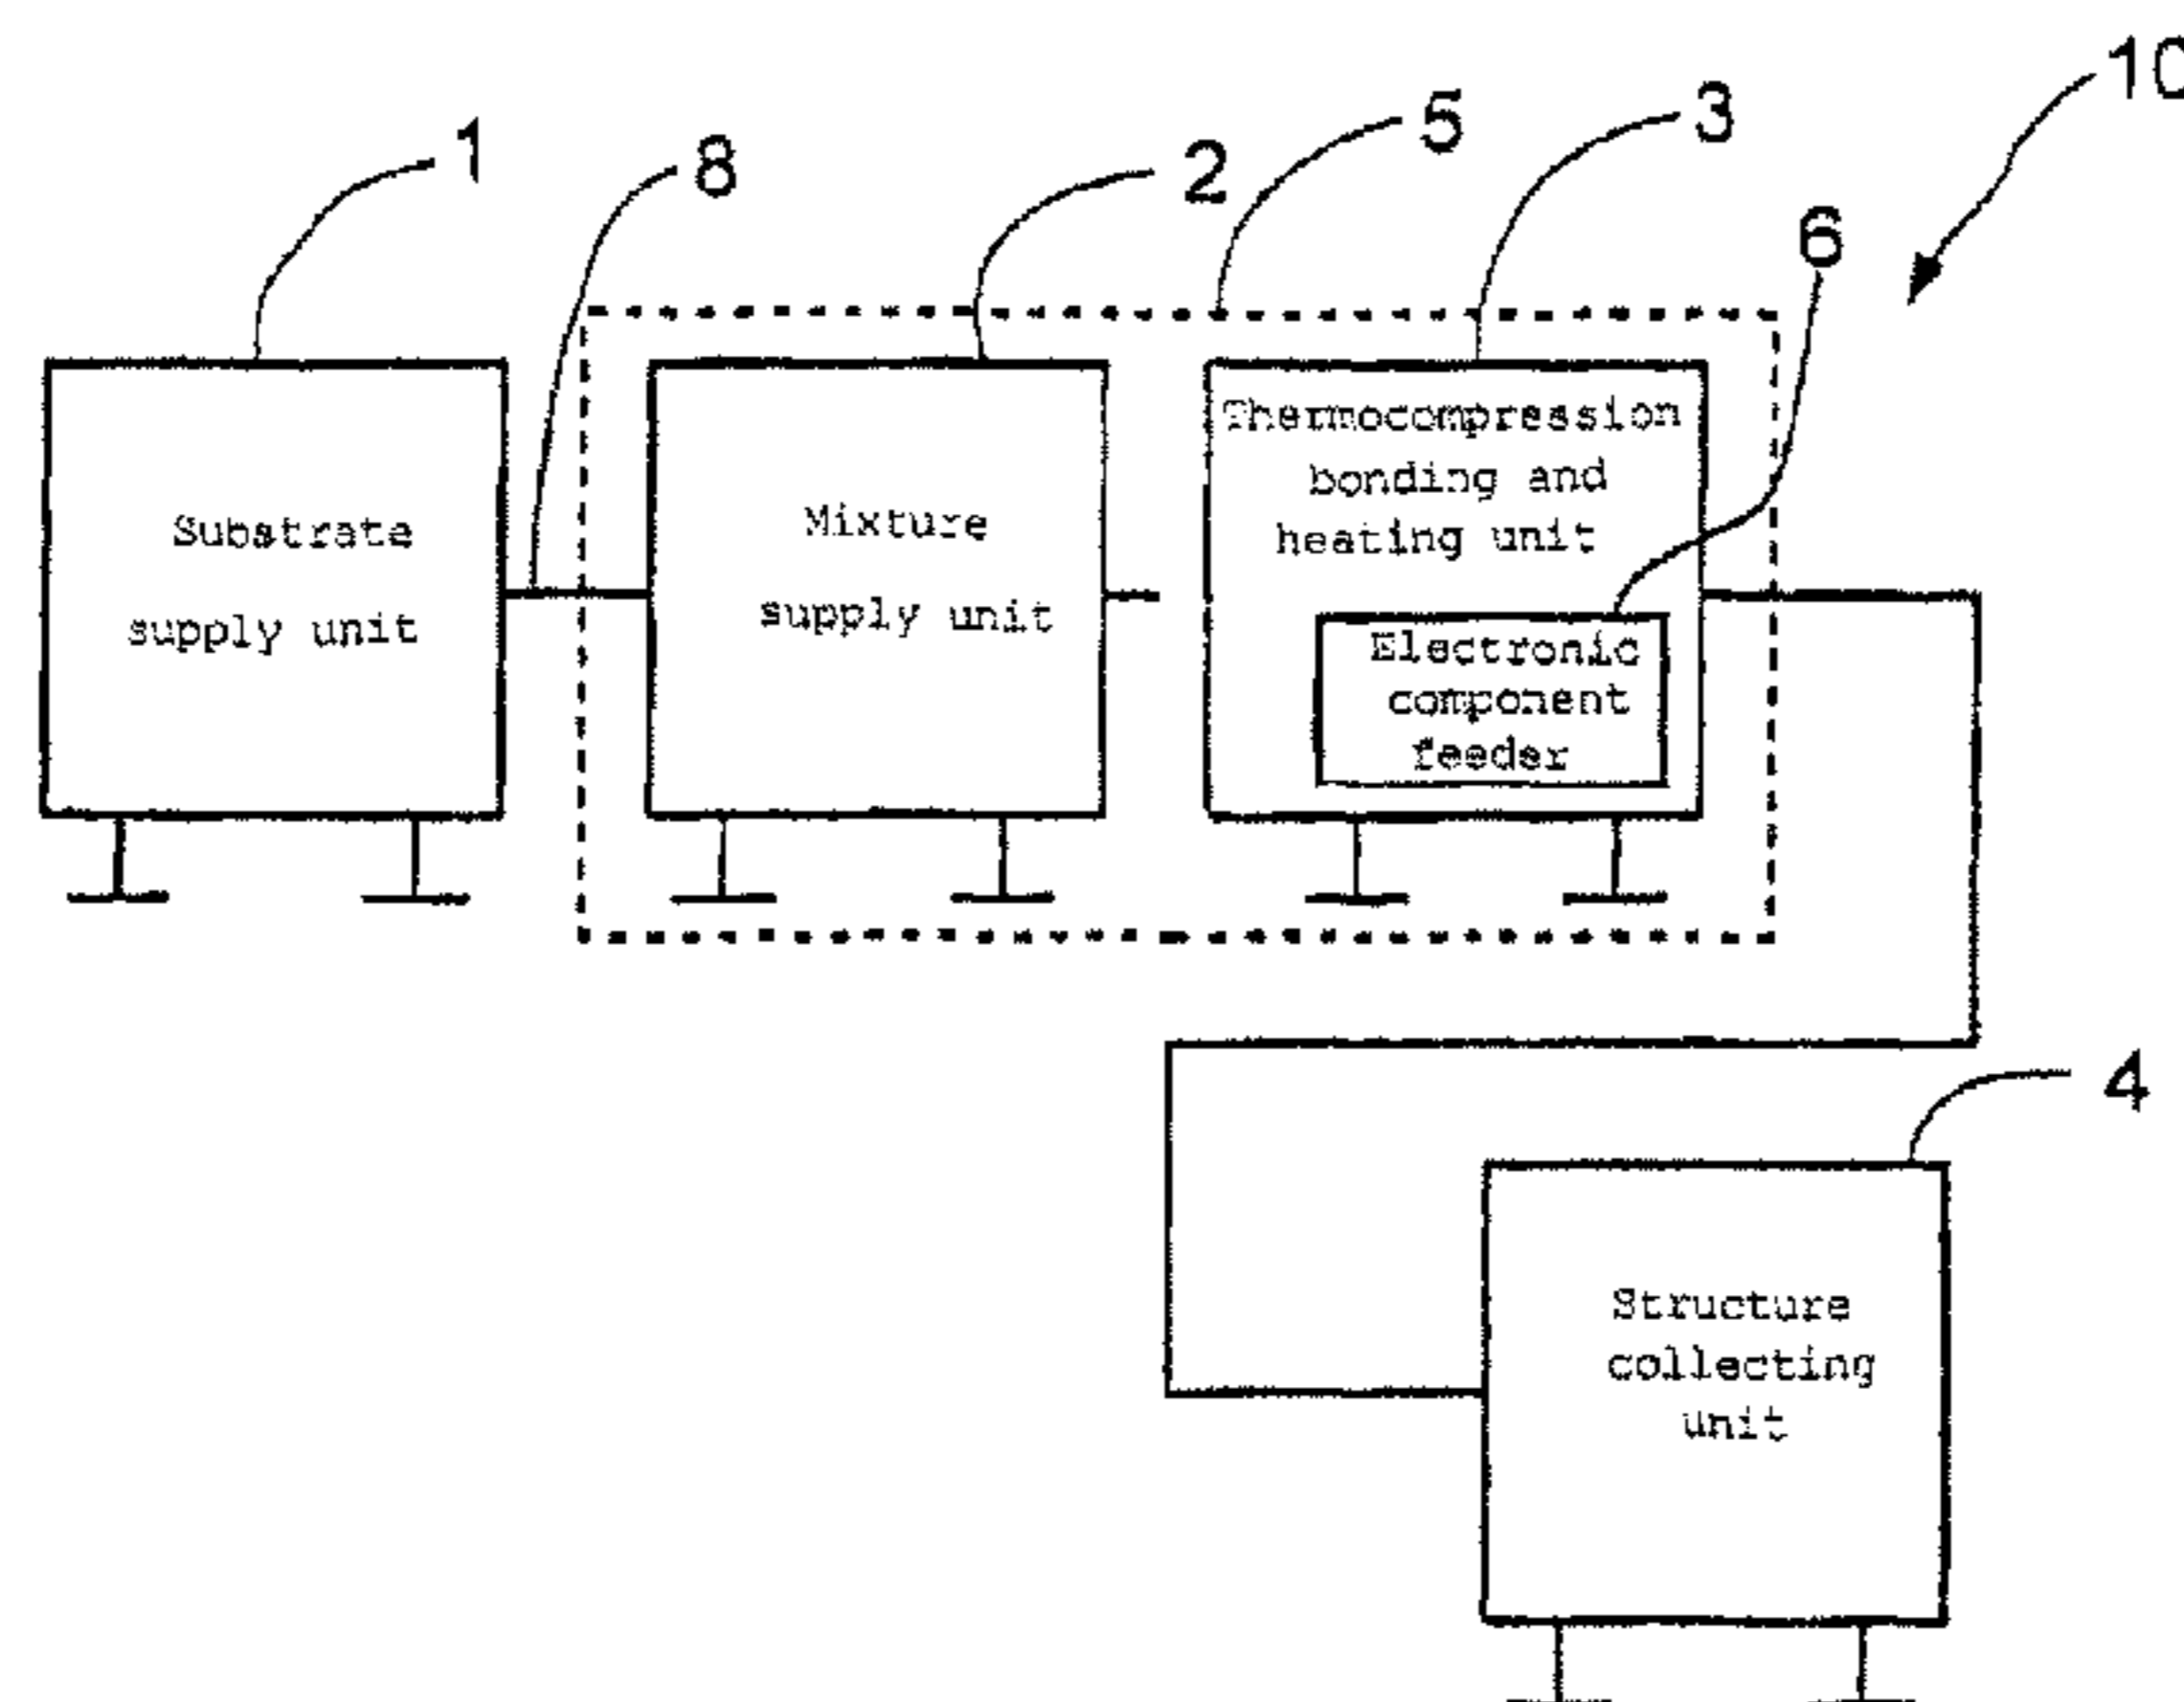 10
5
3
1
8
2
6
Substrate
supply unit
Mixture
supply unit
Thermocompression
bonding and
heating unit
Electronic
component
feeder
4
Structure
collecting
unit